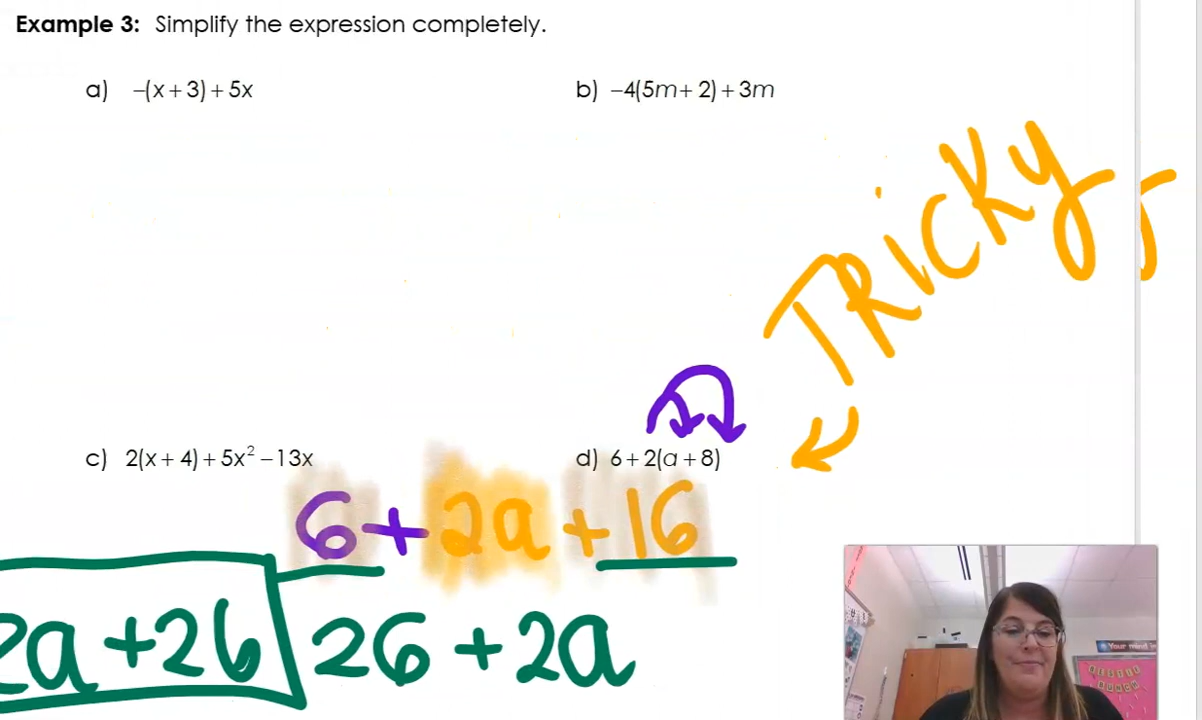 Example 3: Simplify the expression completely.
a) -(x + 3) + 5x
b) -4(5m + 2) + 3m
TRICKY
c) 2(x + 4) + 5x² - 13x
d) 6 + 2(a + 8)
6 + 2a + 16
2a + 26
26 + 2a